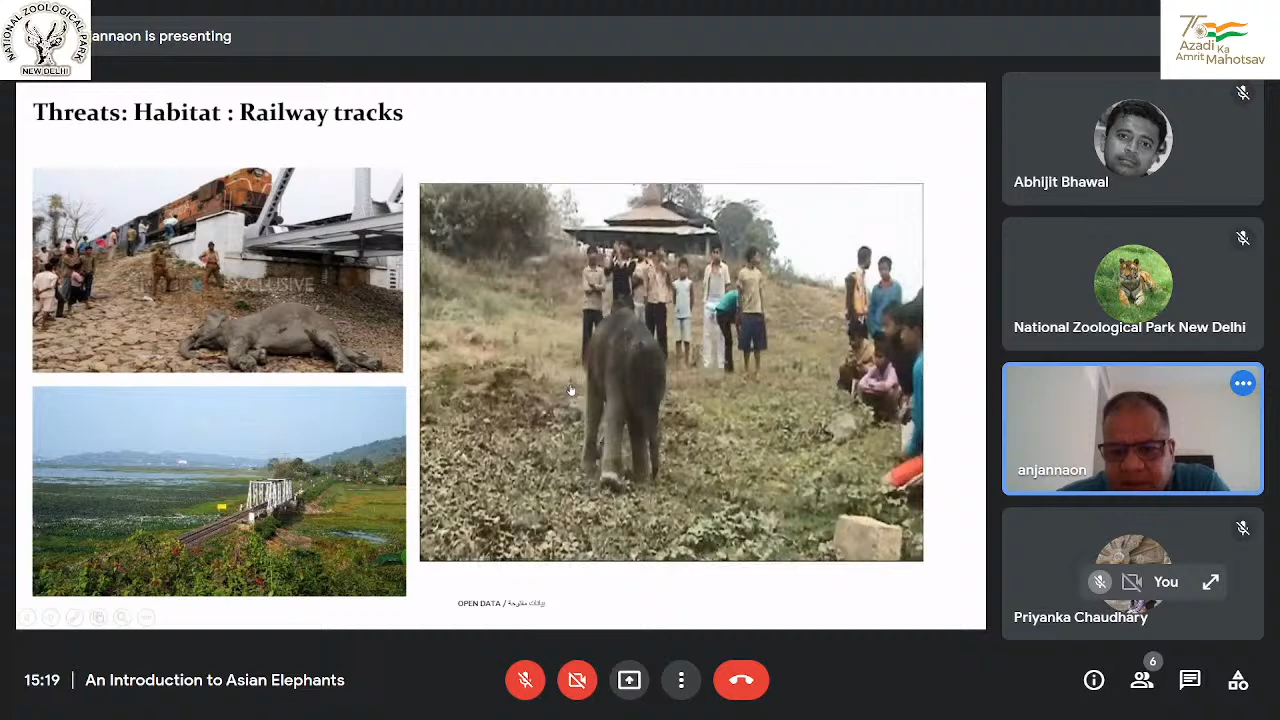 NATIONAL ZOOLOGICAL PARK
NEW DELHI
annaon is presenting
75
Azadi Ka
Amrit Mahotsav
Threats: Habitat : Railway tracks
EXCLUSIVE
OPEN DATA / بيانات مفتوحة
Abhijit Bhawal
National Zoological Park New Delhi
anjannaon
You
Priyanka Chaudhary
15:19 | An Introduction to Asian Elephants
6